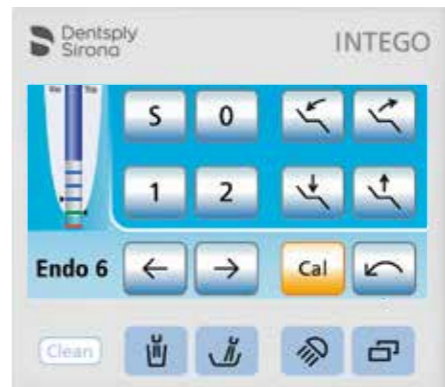 Dentsply
Sirona
INTEGO
S
0
1
2
Endo 6
Cal
Clean